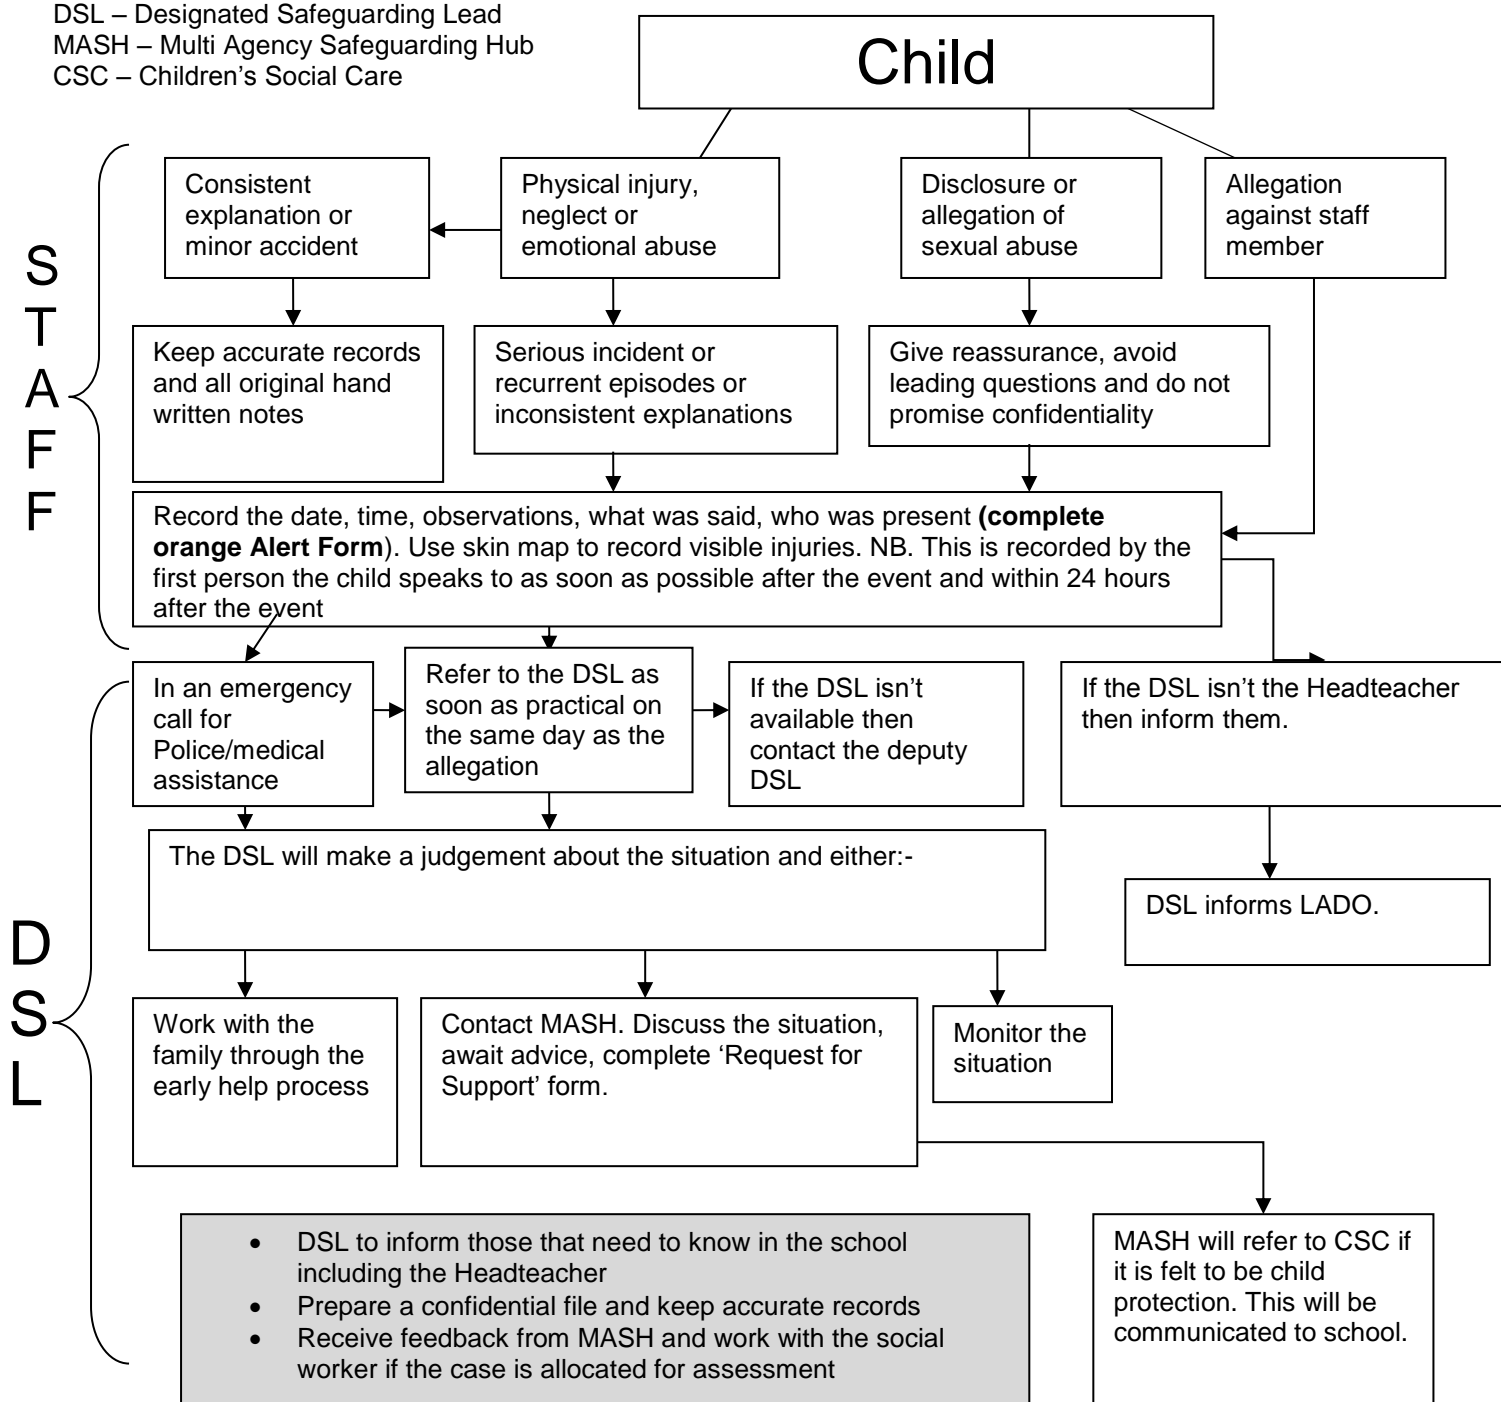 DSL – Designated Safeguarding Lead
MASH – Multi Agency Safeguarding Hub
CSC – Children's Social Care
Child
S
T
A
F
F
Consistent
explanation or
minor accident
Physical injury,
neglect or
emotional abuse
Disclosure or
allegation of
sexual abuse
Allegation
against staff
member
Keep accurate records
and all original hand
written notes
Serious incident or
recurrent episodes or
inconsistent explanations
Give reassurance, avoid
leading questions and do not
promise confidentiality
Record the date, time, observations, what was said, who was present (complete
orange Alert Form). Use skin map to record visible injuries. NB. This is recorded by the
first person the child speaks to as soon as possible after the event and within 24 hours
after the event
D
S
L
In an emergency
call for
Police/medical
assistance
Refer to the DSL as
soon as practical on
the same day as the
allegation
If the DSL isn't
available then
contact the deputy
DSL
If the DSL isn't the Headteacher
then inform them.
The DSL will make a judgement about the situation and either:-
DSL informs LADO.
Work with the
family through the
early help process
Contact MASH. Discuss the situation,
await advice, complete 'Request for
Support' form.
Monitor the
situation
• DSL to inform those that need to know in the school
including the Headteacher
• Prepare a confidential file and keep accurate records
• Receive feedback from MASH and work with the social
worker if the case is allocated for assessment
MASH will refer to CSC if
it is felt to be child
protection. This will be
communicated to school.